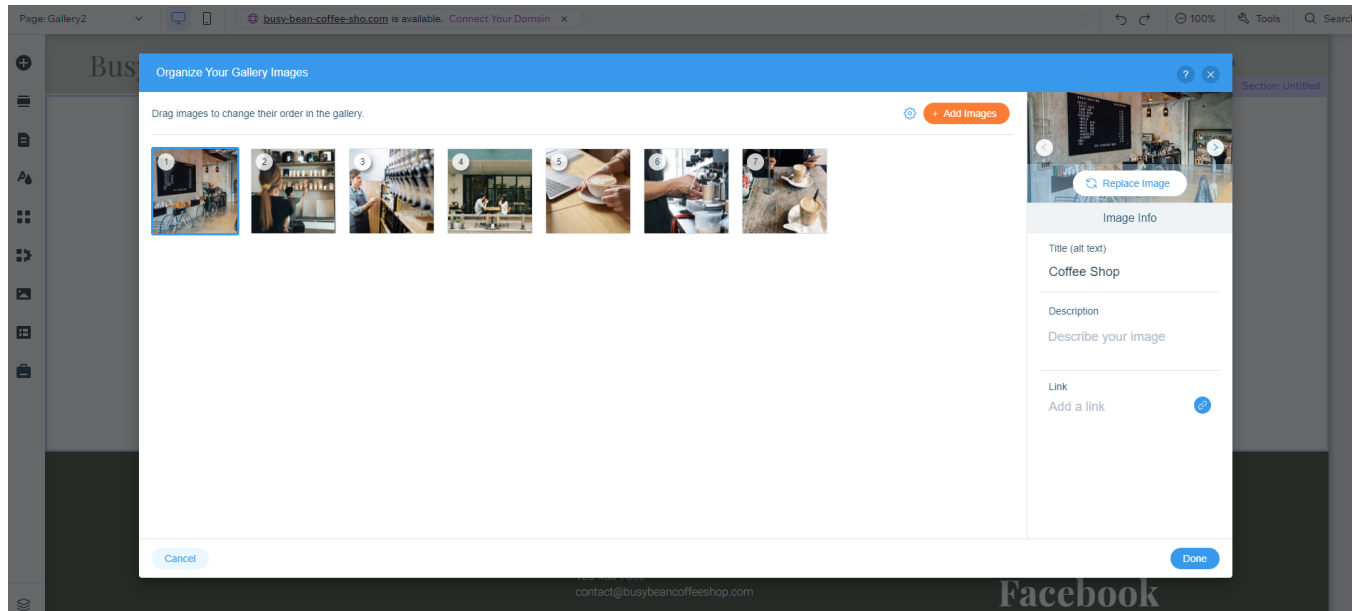 Page: Gallery2
busy-bean-coffee-sho.com is available. Connect Your Domain ×
100%
Tools
Search
Busy
Section: Untitled
Organize Your Gallery Images
?
Drag images to change their order in the gallery.
+ Add Images
1
2
3
4
5
6
7
Replace Image
Image Info
Title (alt text)
Coffee Shop
Description
Describe your image
Link
Add a link
Cancel
Done
contact@busybeancoffeeshop.com
Facebook